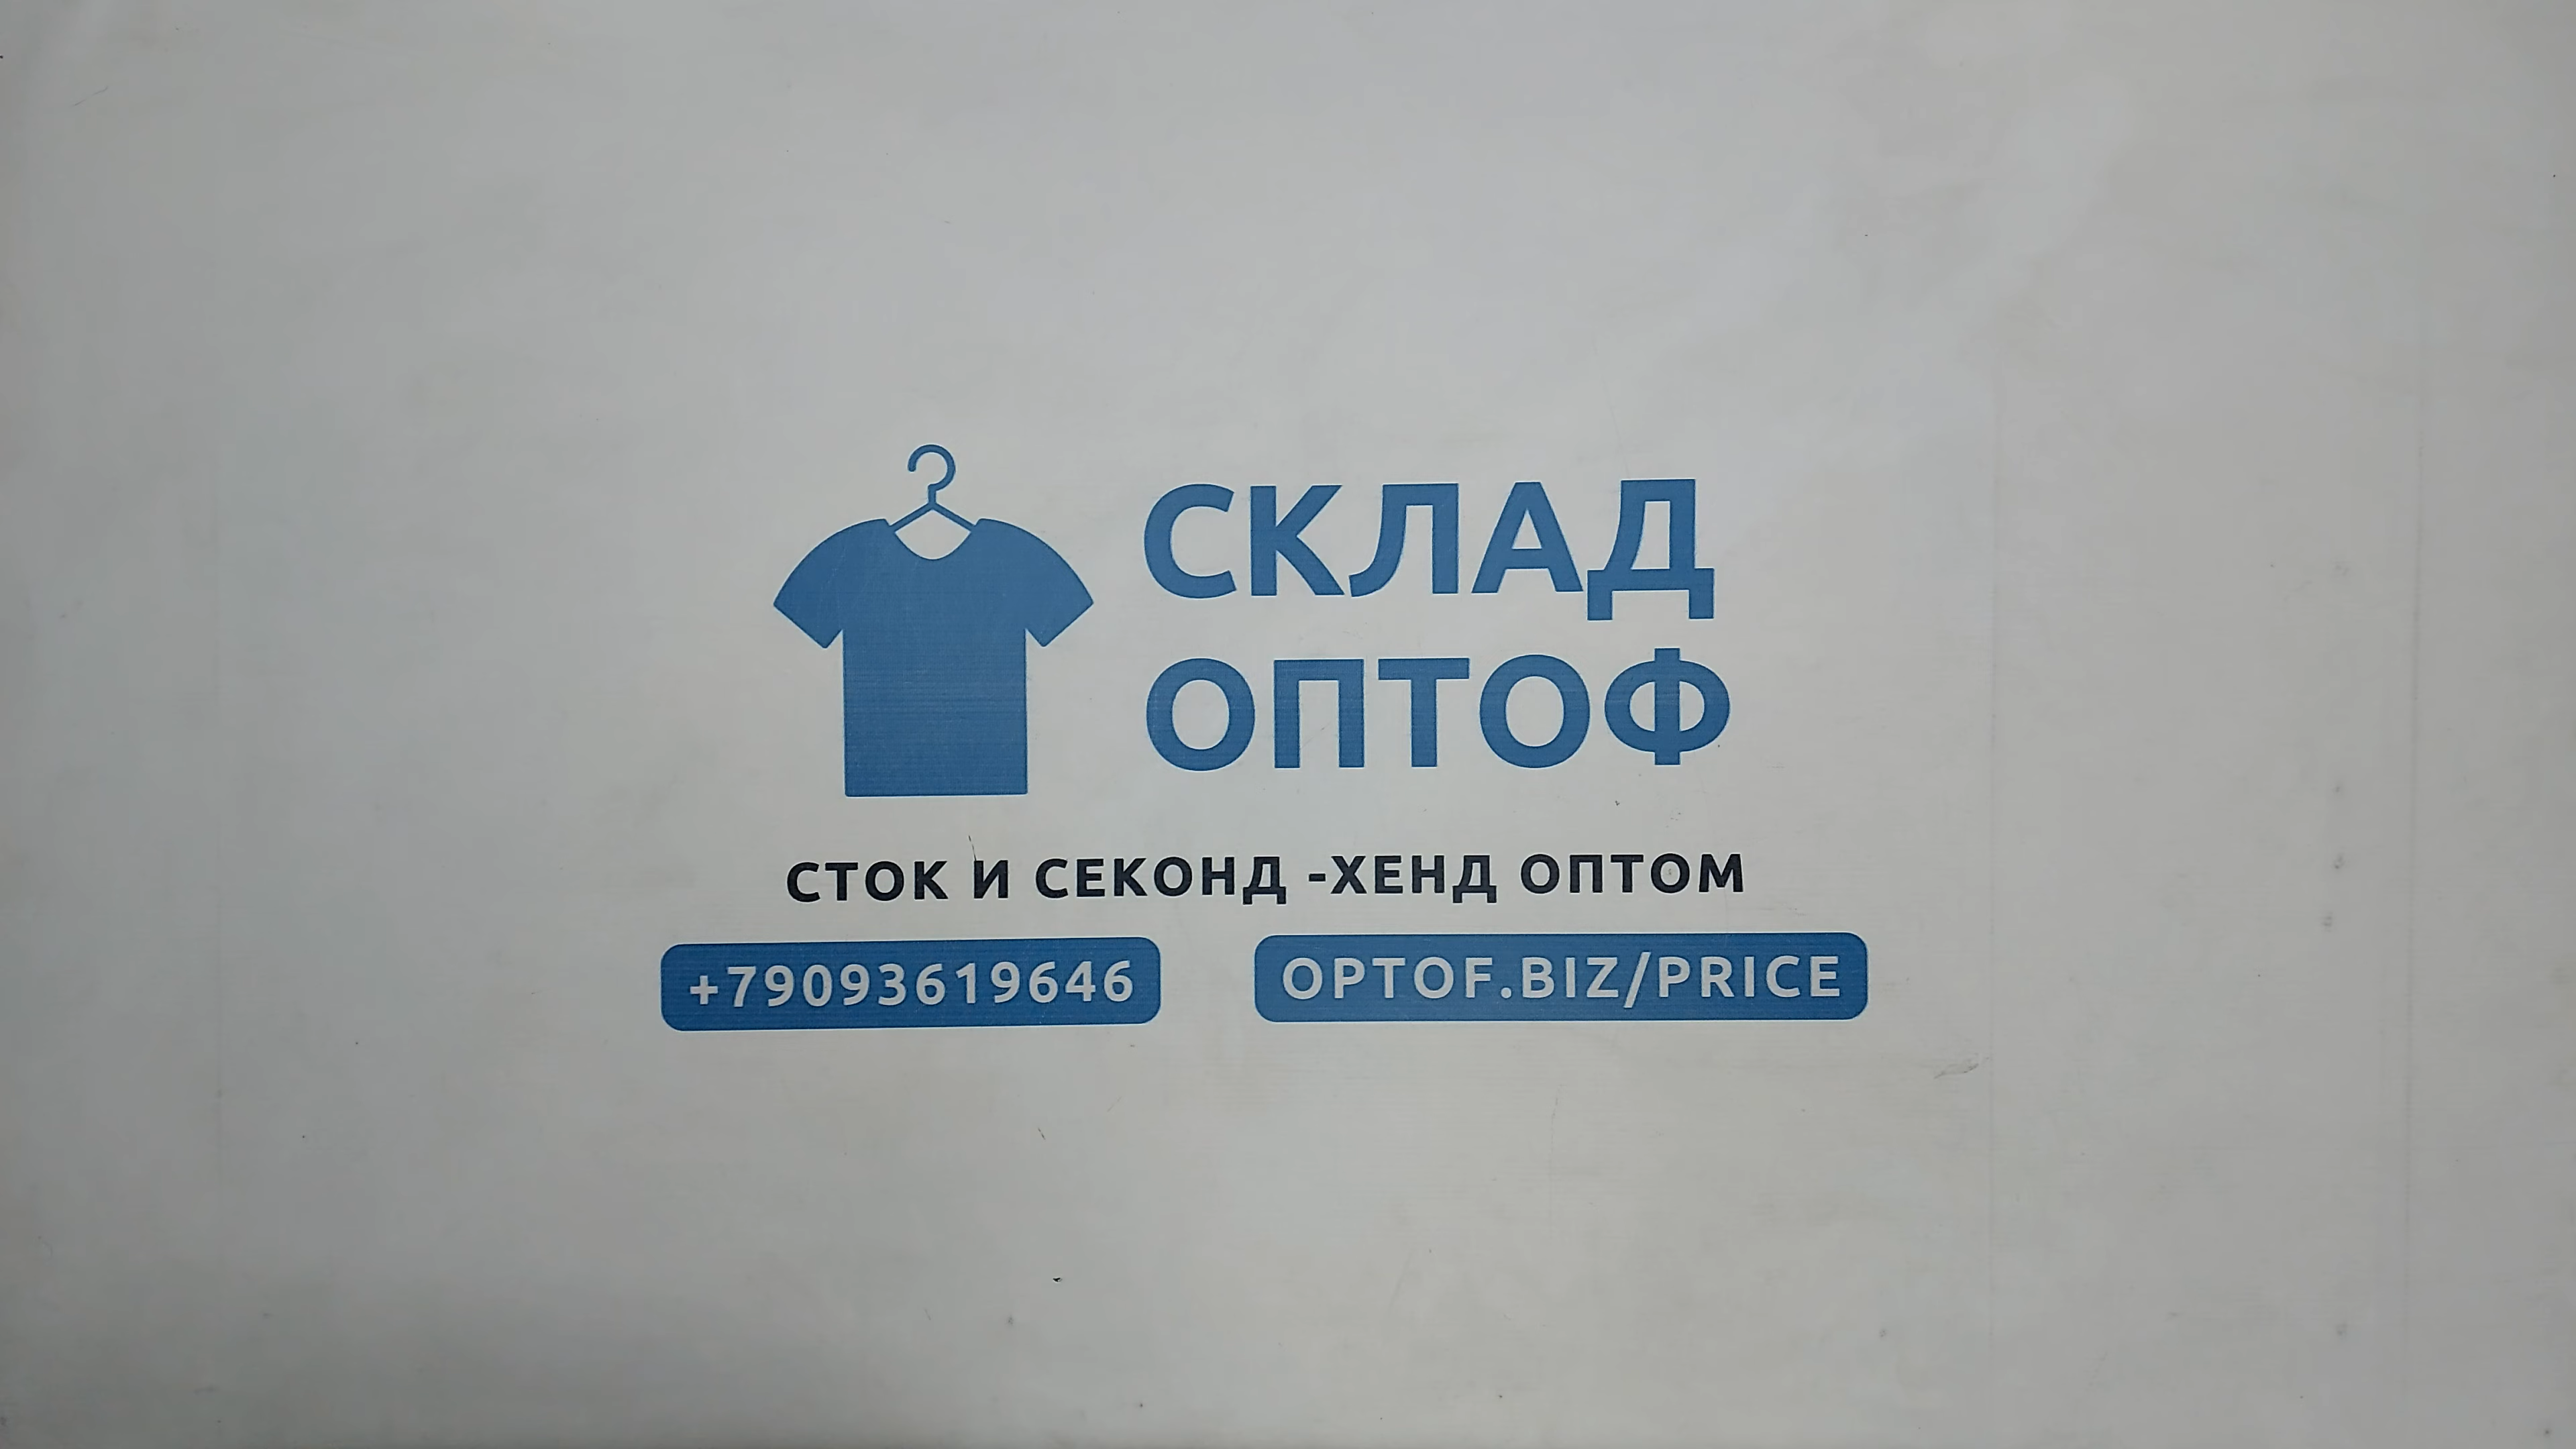 СКЛАД
ОПТОФ
СТОК И СЕКОНД -ХЕНД ОПТОМ
+79093619646
OPTOF.BIZ/PRICE